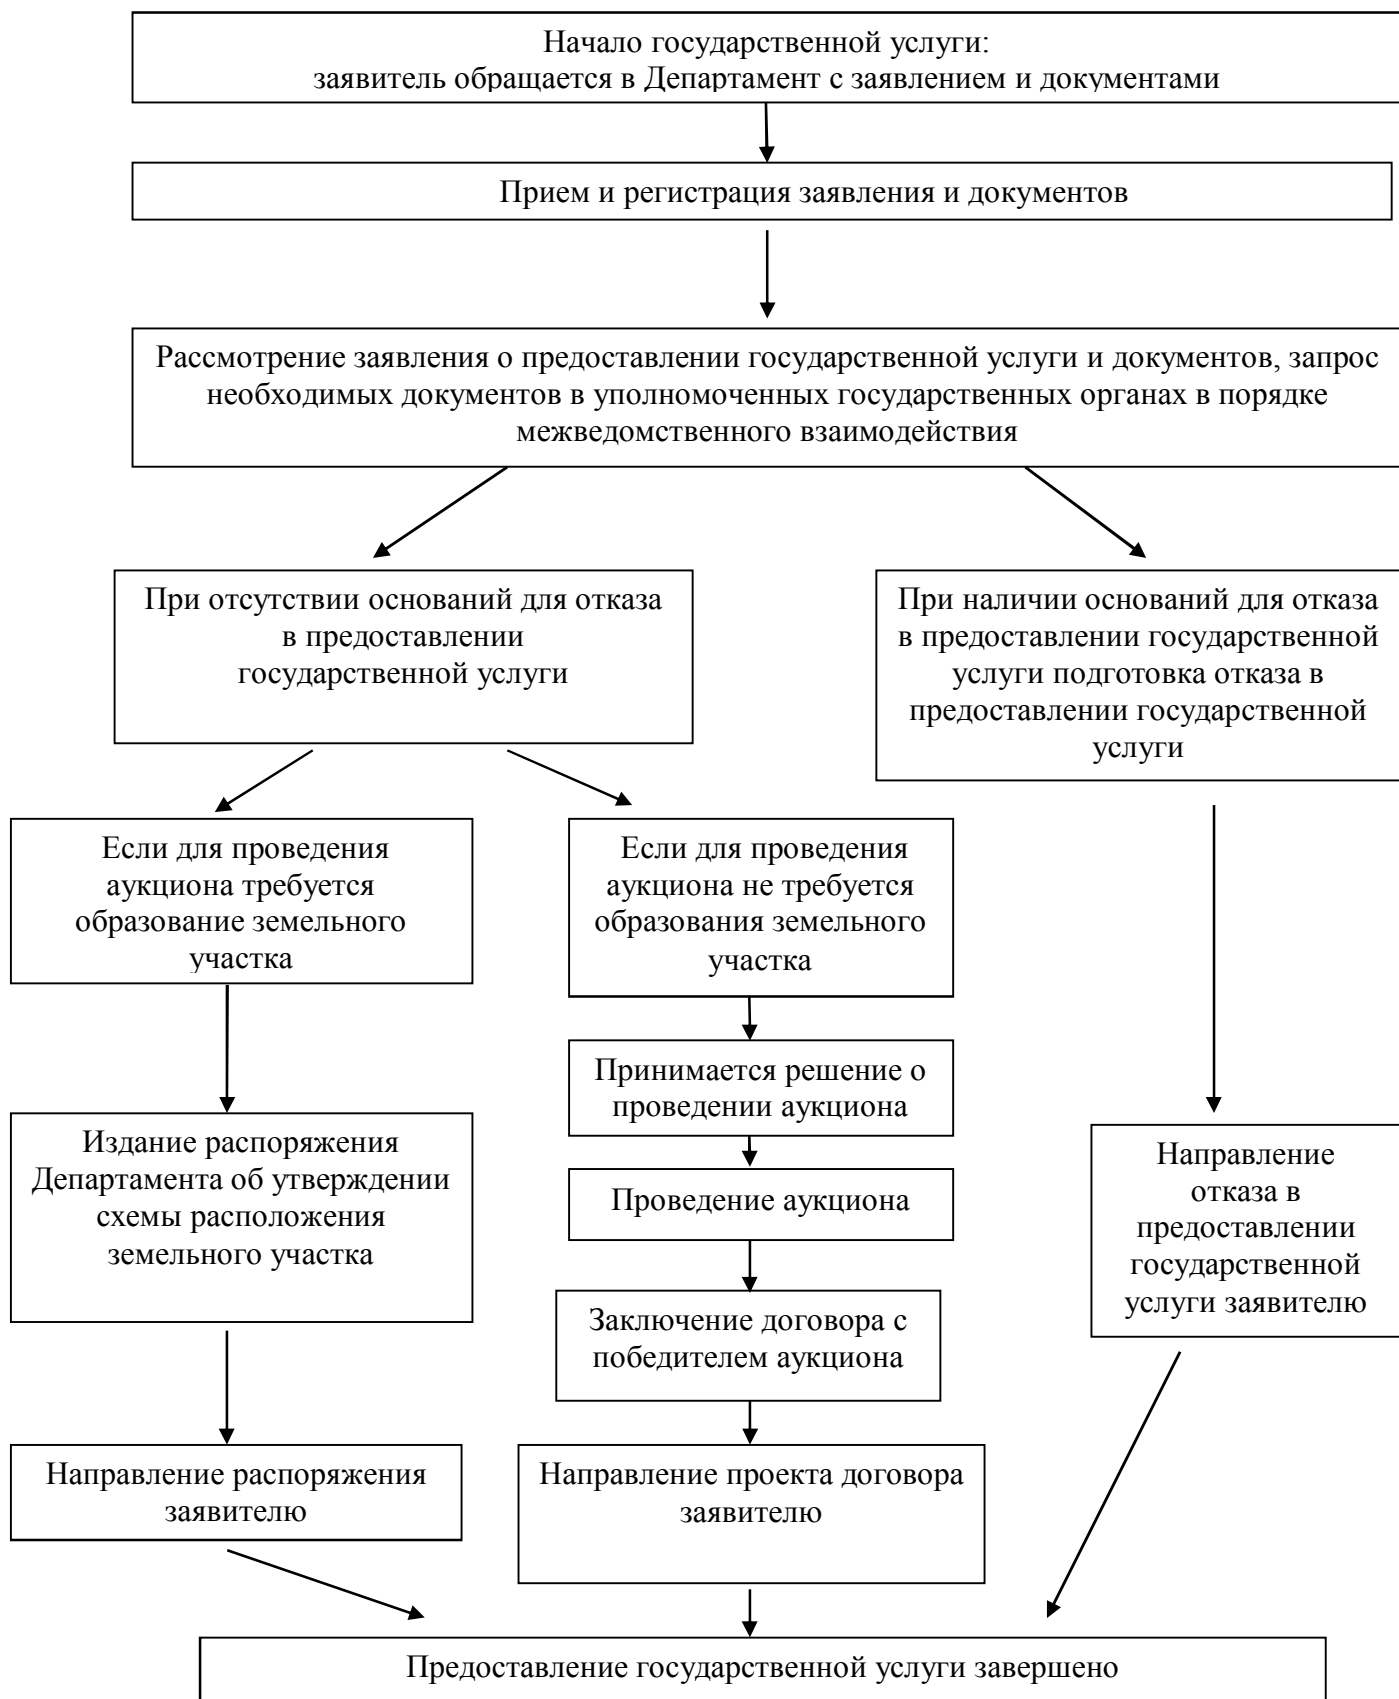 Начало государственной услуги:
заявитель обращается в Департамент с заявлением и документами
Прием и регистрация заявления и документов
Рассмотрение заявления о предоставлении государственной услуги и документов, запрос
необходимых документов в уполномоченных государственных органах в порядке
межведомственного взаимодействия
При отсутствии оснований для отказа
в предоставлении
государственной услуги
При наличии оснований для отказа
в предоставлении государственной
услуги подготовка отказа в
предоставлении государственной
услуги
Если для проведения
аукциона требуется
образование земельного
участка
Если для проведения
аукциона не требуется
образования земельного
участка
Принимается решение о
проведении аукциона
Издание распоряжения
Департамента об утверждении
схемы расположения
земельного участка
Проведение аукциона
Направление
отказа в
предоставлении
государственной
услуги заявителю
Заключение договора с
победителем аукциона
Направление распоряжения
заявителю
Направление проекта договора
заявителю
Предоставление государственной услуги завершено